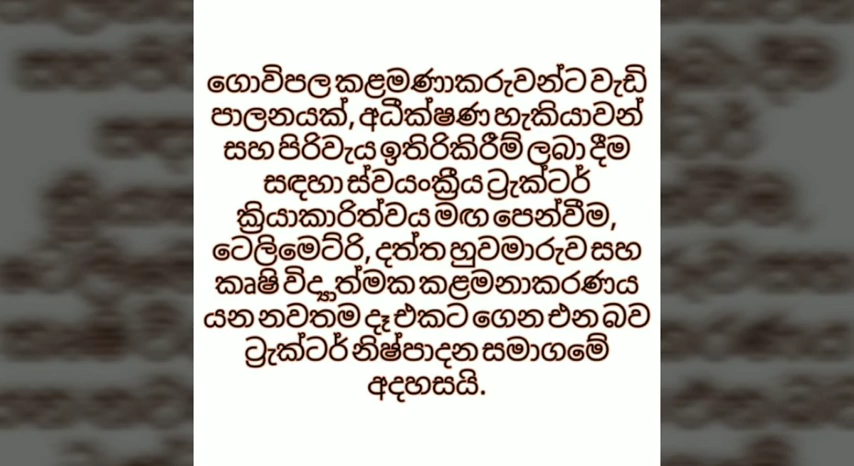 ගොවිපල කළමණාකරුවන්ට වැඩි
පාලනයක්, අධීක්ෂණ හැකියාවන්
සහ පිරිවැය ඉතිරිකිරීම් ලබා දීම
සඳහා ස්වයංක්‍රීය ට්‍රැක්ටර්
ක්‍රියාකාරිත්වය මඟ පෙන්වීම,
ටෙලිමෙට්රි, දත්ත හුවමාරුව සහ
කෘෂි විද්‍යාත්මක කළමනාකරණය
යන නවතම දෑ එකට ගෙන එන බව
ට්‍රැක්ටර් නිෂ්පාදන සමාගමේ
අදහසයි.